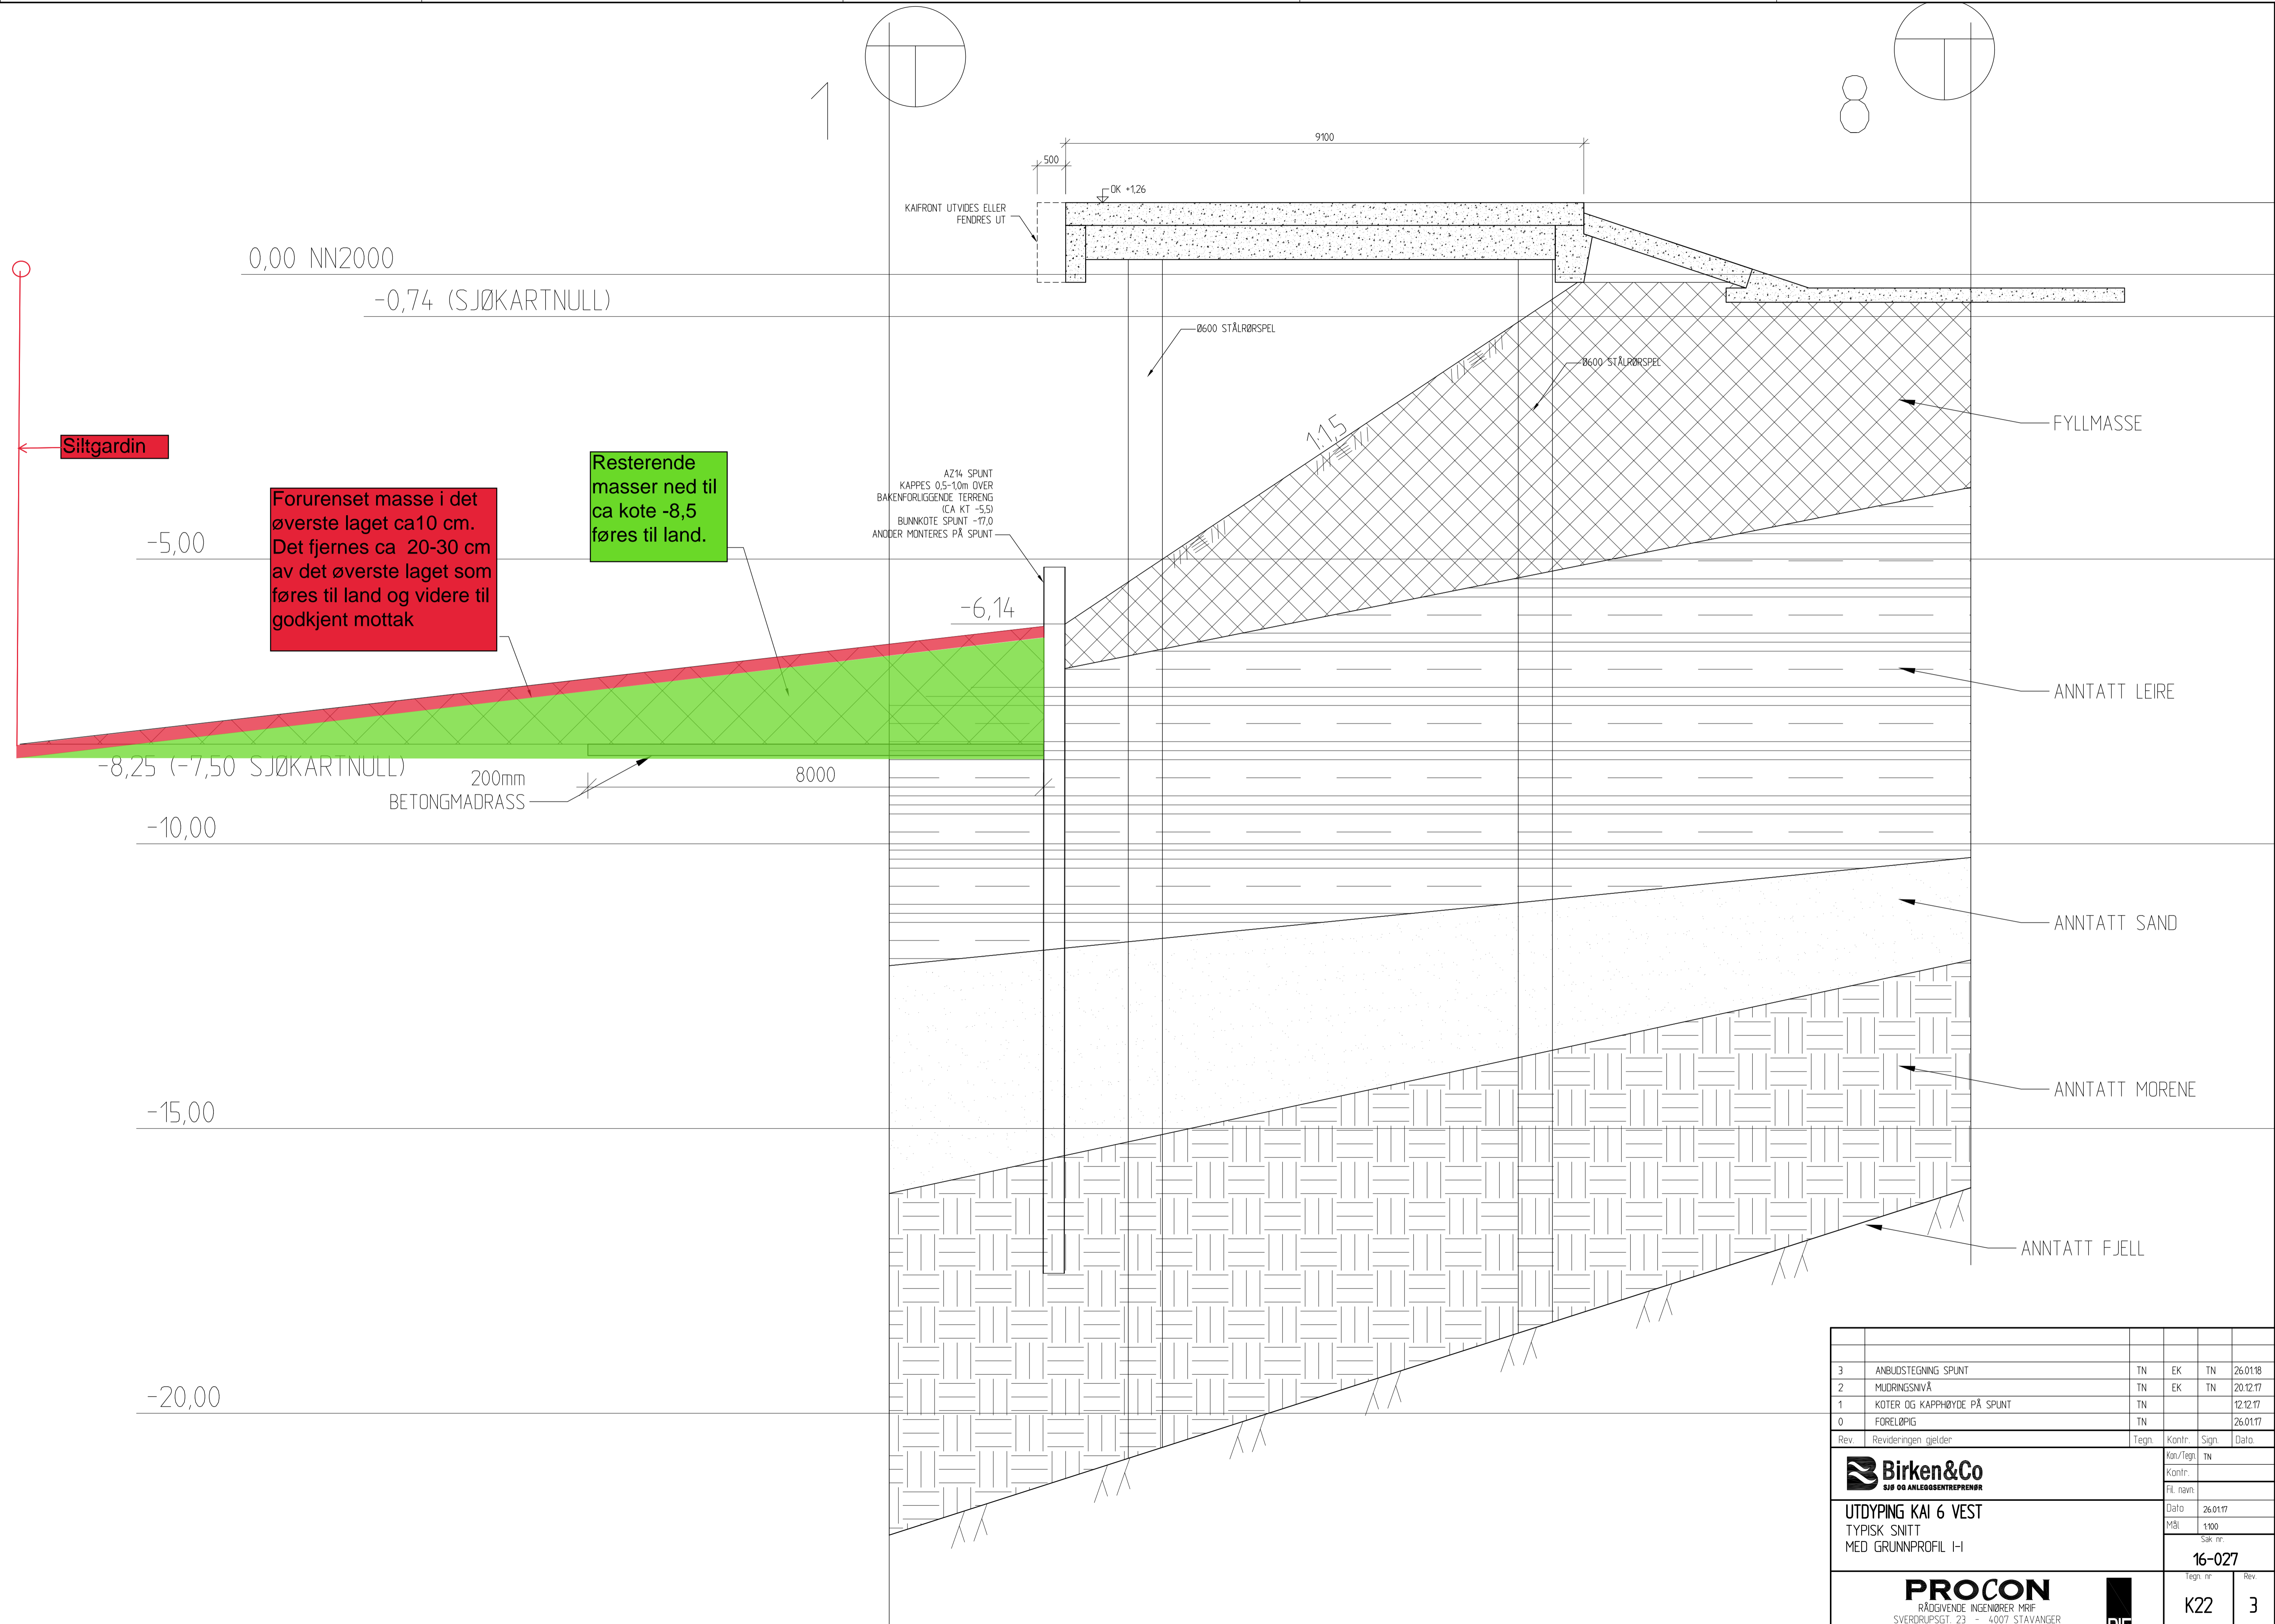 1
8
9100
500
OK +1,26
KAIFRONT UTVIDES ELLER
FENDRES UT
0,00 NN2000
-0,74 (SJØKARTNULL)
Ø600 STÅLRØRSPEL
Ø600 STÅLRØRSPEL
1:1,5
FYLLMASSE
Siltgardin
Forurenset masse i det
øverste laget ca10 cm.
Det fjernes ca 20-30 cm
av det øverste laget som
føres til land og videre til
godkjent mottak
Resterende
masser ned til
ca kote -8,5
føres til land.
AZ14 SPUNT
KAPPES 0,5-1,0m OVER
BAKENFORLIGGENDE TERRENG
(CA KT -5,5)
BUNNKOTE SPUNT -17,0
ANODER MONTERES PÅ SPUNT
-5,00
-6,14
ANNTATT LEIRE
-8,25 (-7,50 SJØKARTNULL)
200mm
BETONGMADRASS
8000
-10,00
ANNTATT SAND
-15,00
ANNTATT MORENE
ANNTATT FJELL
-20,00
3 ANBUDSTEGNING SPUNT TN EK TN 26.01.18
2 MUDRINGSNIVÅ TN EK TN 20.12.17
1 KOTER OG KAPPHØYDE PÅ SPUNT TN 12.12.17
0 FORELØPIG TN 26.01.17
Rev. Revideringen gjelder Tegn. Kontr. Sign. Dato.
Birken&Co
SJØ OG ANLEGGSENTREPRENØR
Kon/Tegn. TN
Kontr.
Fil. navn:
Dato 26.01.17
Mål 1:100
UTDYPING KAI 6 VEST
TYPISK SNITT
MED GRUNNPROFIL I-I
Sak nr.
16-027
PROCON
RÅDGIVENDE INGENIØRER MRIF
SVERDRUPSGT. 23 - 4007 STAVANGER
Tegn. nr Rev.
K22 3